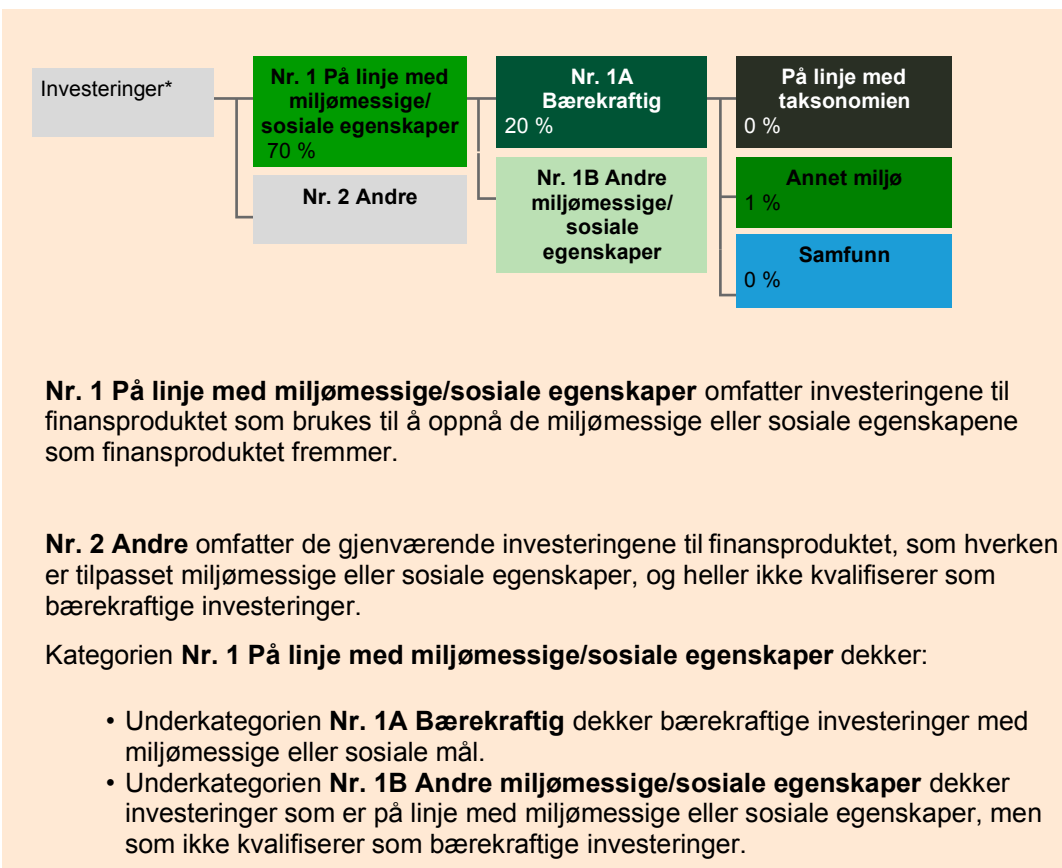 Investeringer*
Nr. 1 På linje med
miljømessige/
sosiale egenskaper
70 %
Nr. 2 Andre
Nr. 1A
Bærekraftig
20 %
Nr. 1B Andre
miljømessige/
sosiale
egenskaper
På linje med
taksonomien
0 %
Annet miljø
1 %
Samfunn
0 %
Nr. 1 På linje med miljømessige/sosiale egenskaper omfatter investeringene til
finansproduktet som brukes til å oppnå de miljømessige eller sosiale egenskapene
som finansproduktet fremmer.
Nr. 2 Andre omfatter de gjenværende investeringene til finansproduktet, som hverken
er tilpasset miljømessige eller sosiale egenskaper, og heller ikke kvalifiserer som
bærekraftige investeringer.
Kategorien Nr. 1 På linje med miljømessige/sosiale egenskaper dekker:
• Underkategorien Nr. 1A Bærekraftig dekker bærekraftige investeringer med
miljømessige eller sosiale mål.
• Underkategorien Nr. 1B Andre miljømessige/sosiale egenskaper dekker
investeringer som er på linje med miljømessige eller sosiale egenskaper, men
som ikke kvalifiserer som bærekraftige investeringer.